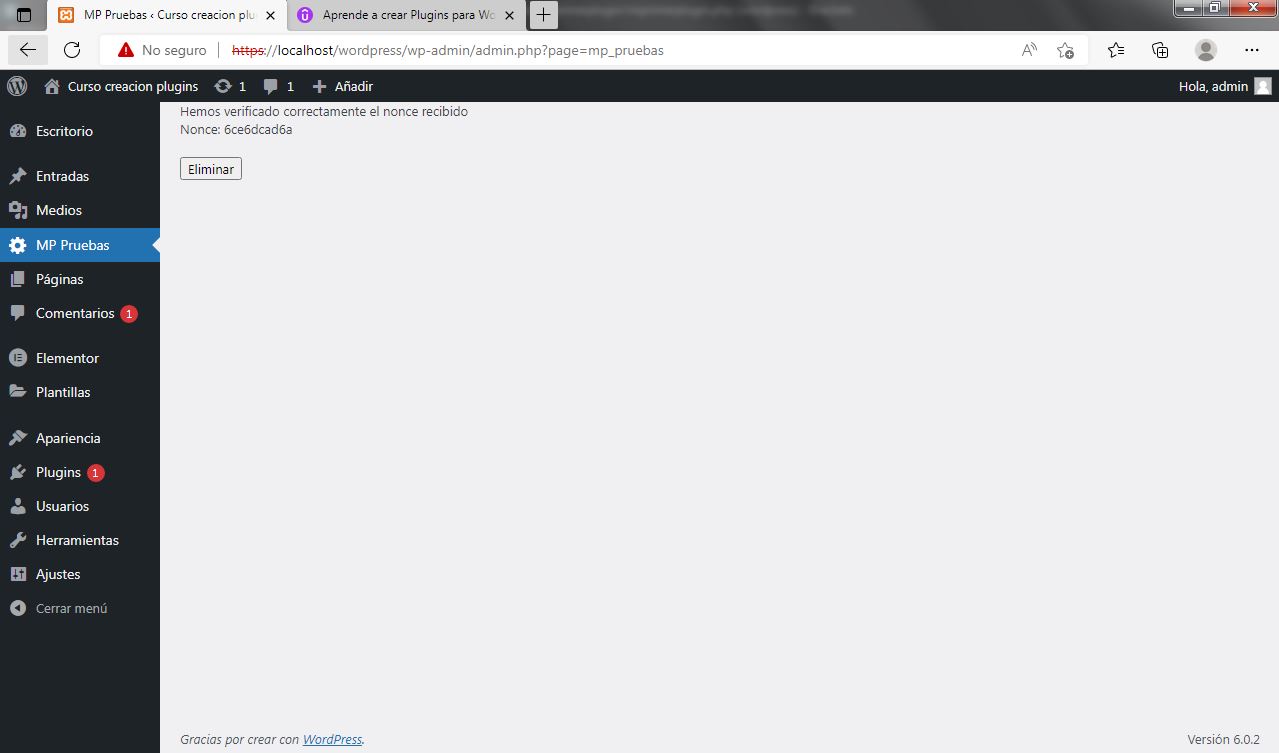 MP Pruebas ‹ Curso creacion plu
Aprende a crear Plugins para Wo
No seguro
https://localhost/wordpress/wp-admin/admin.php?page=mp_pruebas
Curso creacion plugins
1
1
Añadir
Hola, admin
Escritorio
Entradas
Medios
MP Pruebas
Páginas
Comentarios 1
Elementor
Plantillas
Apariencia
Plugins 1
Usuarios
Herramientas
Ajustes
Cerrar menú
Hemos verificado correctamente el nonce recibido
Nonce: 6ce6dcad6a
Eliminar
Gracias por crear con WordPress.
Versión 6.0.2